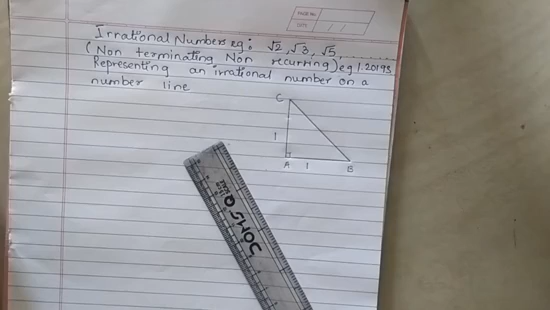 Irrational Numbers eg: √2, √3, √5, ......
(Non terminating, Non recurring) eg 1.20193
Representing an irrational number on a
number line
C
1
A 1 B